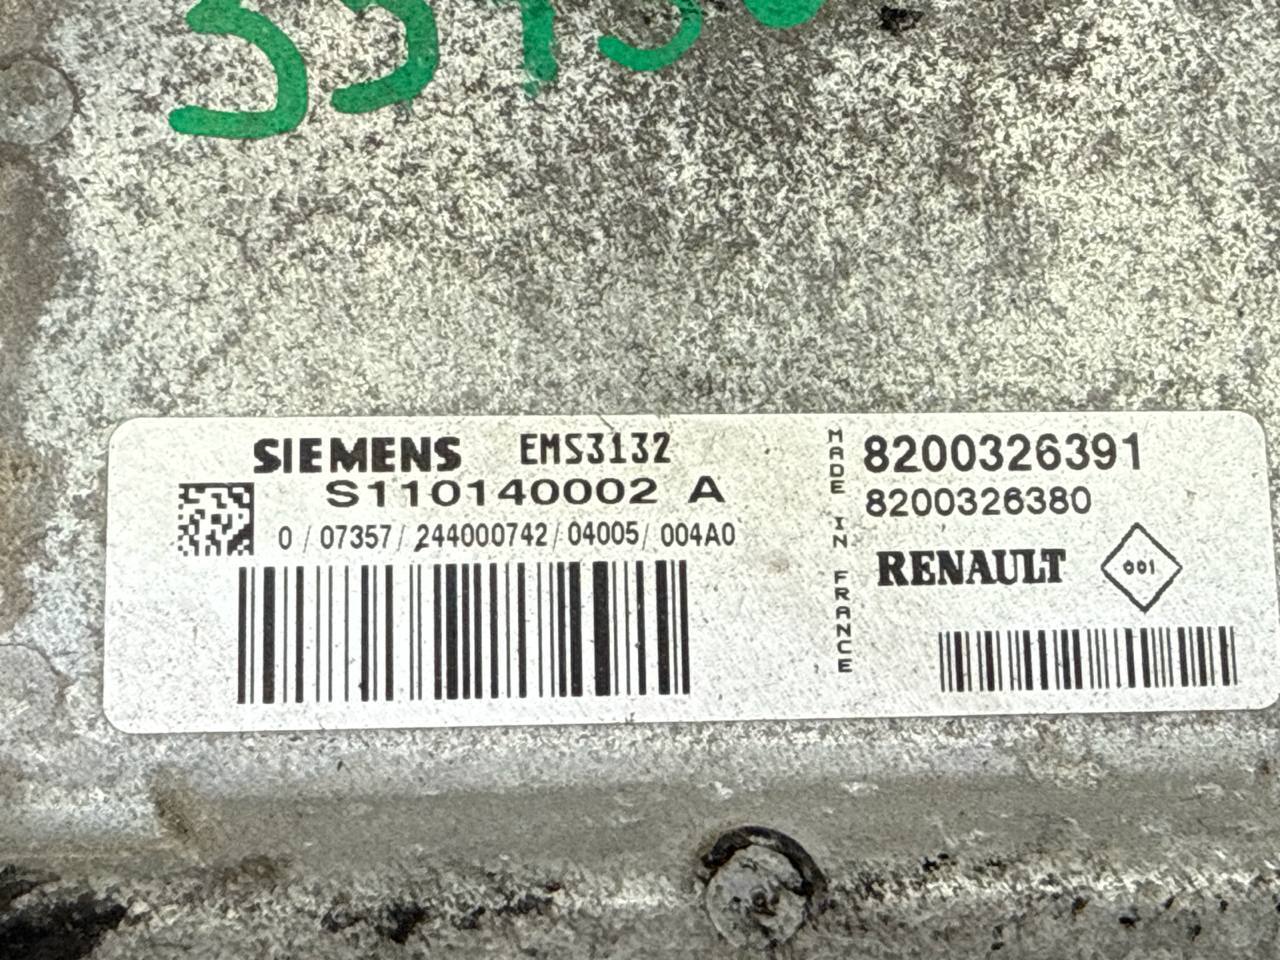 SIEMENS EMS3132
S110140002 A
0 / 07357 / 244000742 / 04005 / 004A0
MADE IN FRANCE
8200326391
8200326380
RENAULT 001